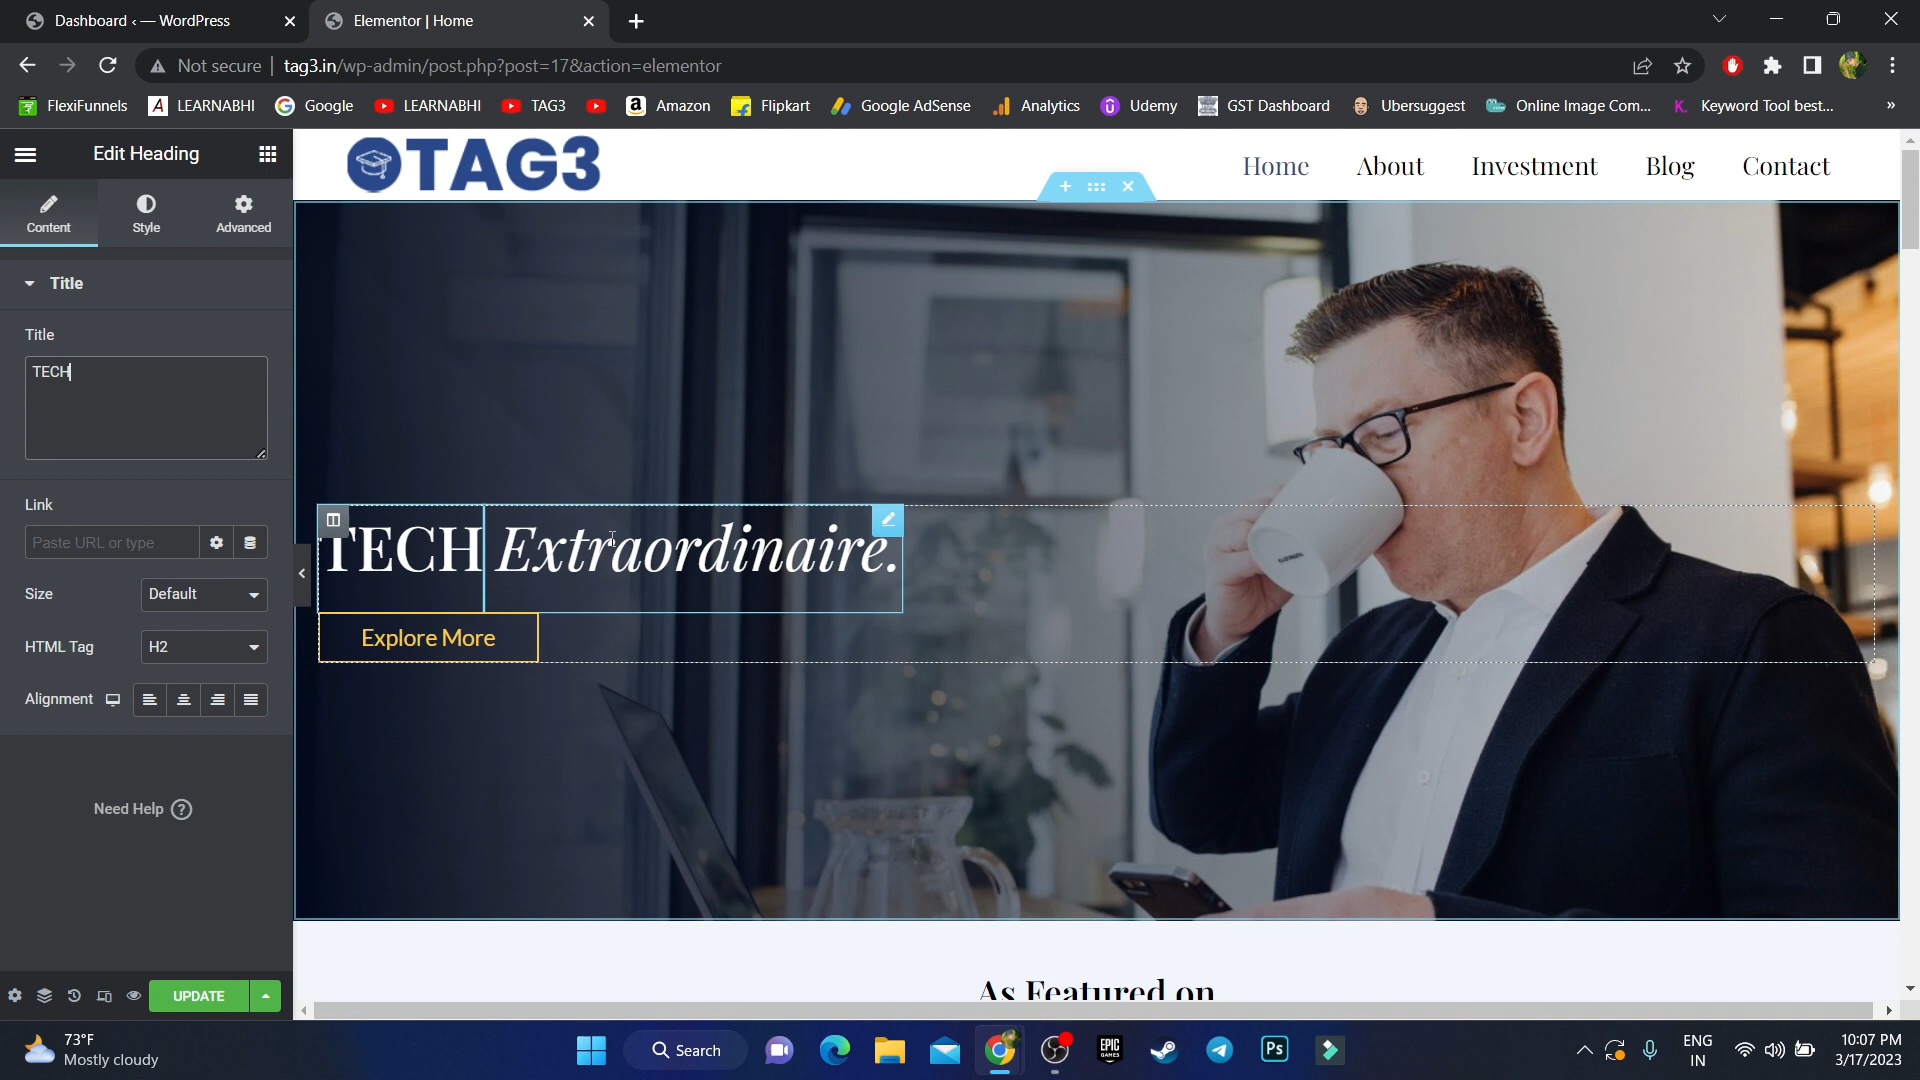 Dashboard ‹ — WordPress
Elementor | Home
Not secure
tag3.in/wp-admin/post.php?post=17&action=elementor
FlexiFunnels
LEARNABHI
Google
LEARNABHI
TAG3
Amazon
Flipkart
Google AdSense
Analytics
Udemy
GST Dashboard
Ubersuggest
Online Image Com...
Keyword Tool best...
Edit Heading
Content
Style
Advanced
Title
Title
TECH
Link
Paste URL or type
Size
Default
HTML Tag
H2
Alignment
Need Help
UPDATE
TAG3
Home
About
Investment
Blog
Contact
TECH Extraordinaire.
Explore More
As Featured on
73°F
Mostly cloudy
Search
EPIC
GAMES
Ps
ENG
IN
10:07 PM
3/17/2023